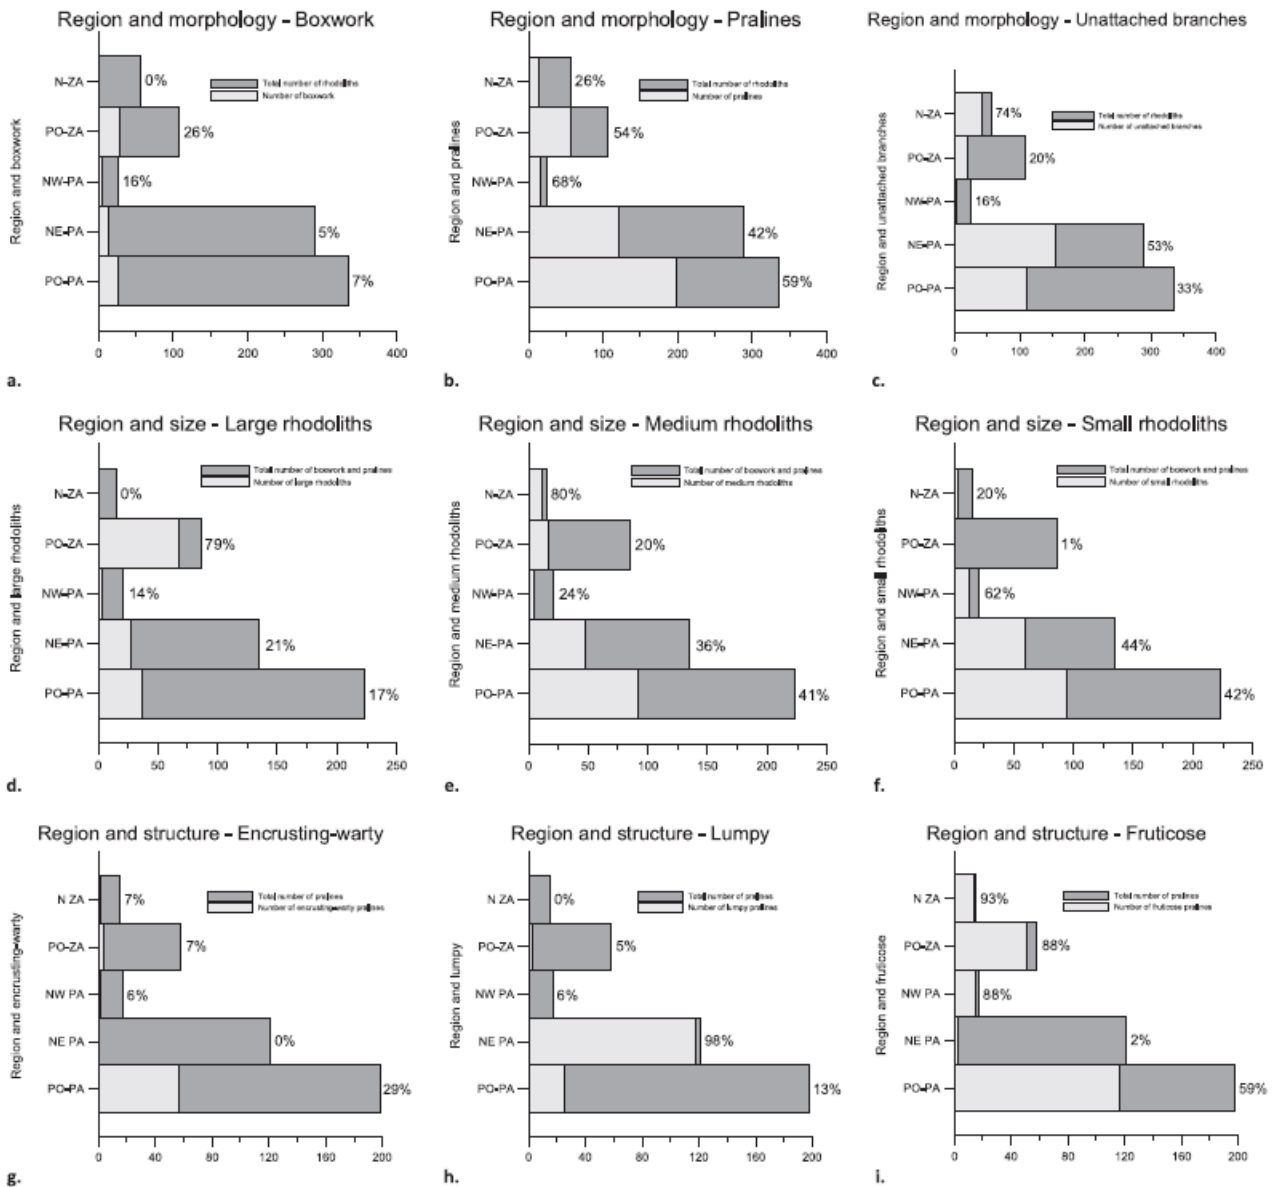 Region and morphology - Boxwork
Region and boxwork
N-ZA
0%
PO-ZA
26%
NW-PA
16%
NE-PA
5%
PO-PA
7%
Total number of rhodoliths
Number of boxwork
0 100 200 300 400
a.
Region and morphology - Pralines
Region and pralines
N-ZA
26%
PO-ZA
54%
NW-PA
68%
NE-PA
42%
PO-PA
59%
Total number of rhodoliths
Number of pralines
0 100 200 300 400
b.
Region and morphology - Unattached branches
Region and unattached branches
N-ZA
74%
PO-ZA
20%
NW-PA
16%
NE-PA
53%
PO-PA
33%
Total number of rhodoliths
Number of unattached branches
0 100 200 300 400
c.
Region and size - Large rhodoliths
Region and large rhodoliths
N-ZA
0%
PO-ZA
79%
NW-PA
14%
NE-PA
21%
PO-PA
17%
Total number of boxwork and pralines
Number of large rhodoliths
0 50 100 150 200 250
d.
Region and size - Medium rhodoliths
Region and medium rhodoliths
N-ZA
80%
PO-ZA
20%
NW-PA
24%
NE-PA
36%
PO-PA
41%
Total number of boxwork and pralines
Number of medium rhodoliths
0 50 100 150 200 250
e.
Region and size - Small rhodoliths
Region and small rhodoliths
N-ZA
20%
PO-ZA
1%
NW-PA
62%
NE-PA
44%
PO-PA
42%
Total number of boxwork and pralines
Number of small rhodoliths
0 50 100 150 200 250
f.
Region and structure - Encrusting-warty
Region and encrusting-warty
N ZA
7%
PO-ZA
7%
NW PA
6%
NE PA
0%
PO-PA
29%
Total number of pralines
Number of encrusting-warty pralines
0 40 80 120 160 200
g.
Region and structure - Lumpy
Region and lumpy
N ZA
0%
PO-ZA
5%
NW PA
6%
NE PA
98%
PO-PA
13%
Total number of pralines
Number of lumpy pralines
0 40 80 120 160 200
h.
Region and structure - Fruticose
Region and fruticose
N ZA
93%
PO-ZA
88%
NW PA
88%
NE PA
2%
PO-PA
59%
Total number of pralines
Number of fruticose pralines
0 40 80 120 160 200
i.